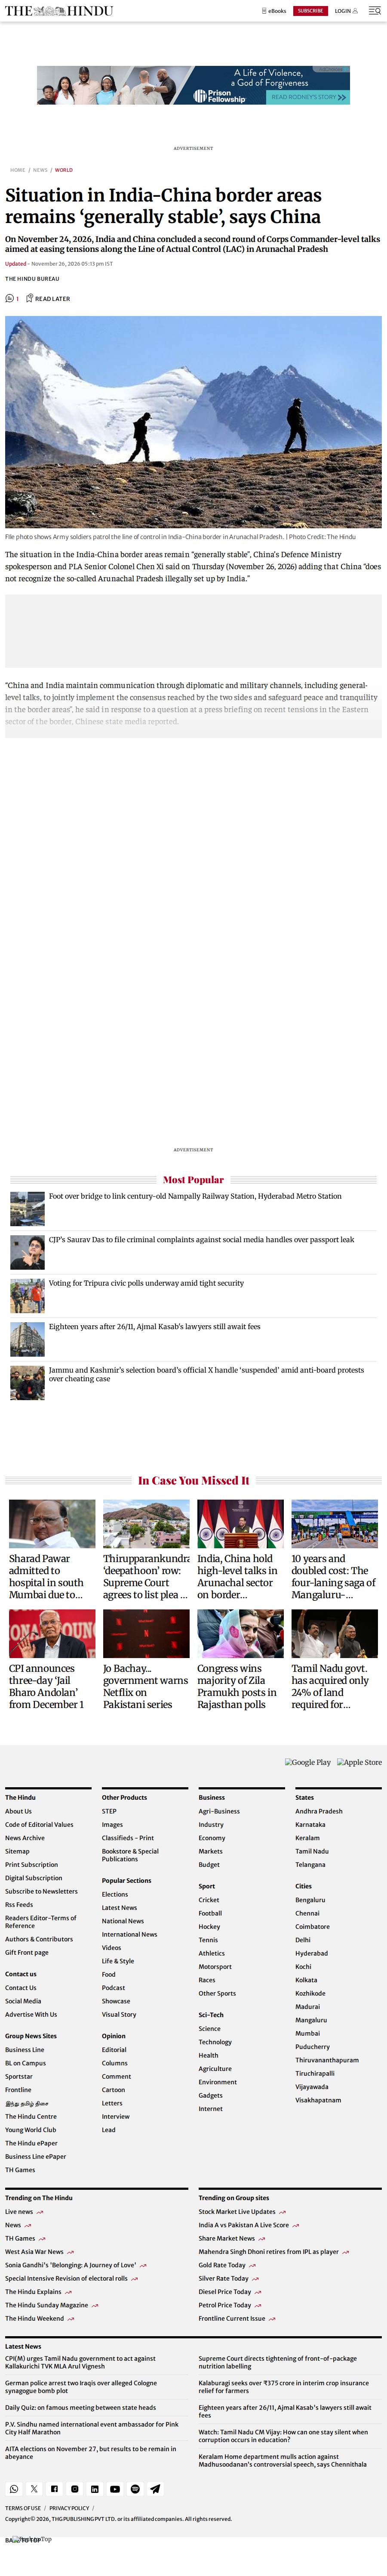 THE HINDU
eBooks
SUBSCRIBE
LOGIN
A Life of Violence,
a God of Forgiveness
Prison
Fellowship
READ RODNEY'S STORY
ADVERTISEMENT
HOME / NEWS / WORLD
Situation in India-China border areas
remains ‘generally stable’, says China
On November 24, 2026, India and China concluded a second round of Corps Commander-level talks
aimed at easing tensions along the Line of Actual Control (LAC) in Arunachal Pradesh
Updated - November 26, 2026 05:13 pm IST
THE HINDU BUREAU
1
READ LATER
File photo shows Army soldiers patrol the line of control in India-China border in Arunachal Pradesh. | Photo Credit: The Hindu
The situation in the India-China border areas remain “generally stable”, China’s Defence Ministry
spokesperson and PLA Senior Colonel Chen Xi said on Thursday (November 26, 2026) adding that China “does
not recognize the so-called Arunachal Pradesh illegally set up by India.”
“China and India maintain communication through diplomatic and military channels, including general-
level talks, to jointly implement the consensus reached by the two sides and safeguard peace and tranquility
in the border areas”, he said in response to a question at a press briefing on recent tensions in the Eastern
sector of the border, Chinese state media reported.
ADVERTISEMENT
Most Popular
Foot over bridge to link century-old Nampally Railway Station, Hyderabad Metro Station
CJP’s Saurav Das to file criminal complaints against social media handles over passport leak
Voting for Tripura civic polls underway amid tight security
Eighteen years after 26/11, Ajmal Kasab's lawyers still await fees
Jammu and Kashmir’s selection board’s official X handle ‘suspended’ amid anti-board protests
over cheating case
In Case You Missed It
Sharad Pawar
admitted to
hospital in south
Mumbai due to...
Thirupparankundra
‘deepathoon’ row:
Supreme Court
agrees to list plea ...
India, China hold
high-level talks in
Arunachal sector
on border...
10 years and
doubled cost: The
four-laning saga of
Mangaluru-...
CPI announces
three-day ‘Jail
Bharo Andolan’
from December 1
Jo Bachay...
government warns
Netflix on
Pakistani series
Congress wins
majority of Zila
Pramukh posts in
Rajasthan polls
Tamil Nadu govt.
has acquired only
24% of land
required for...
Google Play
Apple Store
The Hindu
About Us
Code of Editorial Values
News Archive
Sitemap
Print Subscription
Digital Subscription
Subscribe to Newsletters
Rss Feeds
Readers Editor-Terms of
Reference
Authors & Contributors
Gift Front page
Contact us
Contact Us
Social Media
Advertise With Us
Group News Sites
Business Line
BL on Campus
Sportstar
Frontline
இந்து தமிழ் திசை
The Hindu Centre
Young World Club
The Hindu ePaper
Business Line ePaper
TH Games
Other Products
STEP
Images
Classifieds - Print
Bookstore & Special
Publications
Popular Sections
Elections
Latest News
National News
International News
Videos
Life & Style
Food
Podcast
Showcase
Visual Story
Opinion
Editorial
Columns
Comment
Cartoon
Letters
Interview
Lead
Business
Agri-Business
Industry
Economy
Markets
Budget
Sport
Cricket
Football
Hockey
Tennis
Athletics
Motorsport
Races
Other Sports
Sci-Tech
Science
Technology
Health
Agriculture
Environment
Gadgets
Internet
States
Andhra Pradesh
Karnataka
Keralam
Tamil Nadu
Telangana
Cities
Bengaluru
Chennai
Coimbatore
Delhi
Hyderabad
Kochi
Kolkata
Kozhikode
Madurai
Mangaluru
Mumbai
Puducherry
Thiruvananthapuram
Tiruchirapalli
Vijayawada
Visakhapatnam
Trending on The Hindu
Live news
News
TH Games
West Asia War News
Sonia Gandhi's 'Belonging: A Journey of Love'
Special Intensive Revision of electoral rolls
The Hindu Explains
The Hindu Sunday Magazine
The Hindu Weekend
Trending on Group sites
Stock Market Live Updates
India A vs Pakistan A Live Score
Share Market News
Mahendra Singh Dhoni retires from IPL as player
Gold Rate Today
Silver Rate Today
Diesel Price Today
Petrol Price Today
Frontline Current Issue
Latest News
CPI(M) urges Tamil Nadu government to act against
Kallakurichi TVK MLA Arul Vignesh
German police arrest two Iraqis over alleged Cologne
synagogue bomb plot
Daily Quiz: on famous meeting between state heads
P.V. Sindhu named international event ambassador for Pink
City Half Marathon
AITA elections on November 27, but results to be remain in
abeyance
Supreme Court directs tightening of front-of-package
nutrition labelling
Kalaburagi seeks over ₹375 crore in interim crop insurance
relief for farmers
Eighteen years after 26/11, Ajmal Kasab's lawyers still await
fees
Watch: Tamil Nadu CM Vijay: How can one stay silent when
corruption occurs in education?
Keralam Home department mulls action against
Madhusoodanan’s controversial speech, says Chennithala
TERMS OF USE / PRIVACY POLICY /
Copyright© 2026, THG PUBLISHING PVT LTD. or its affiliated companies. All rights reserved.
BACK TO TOP